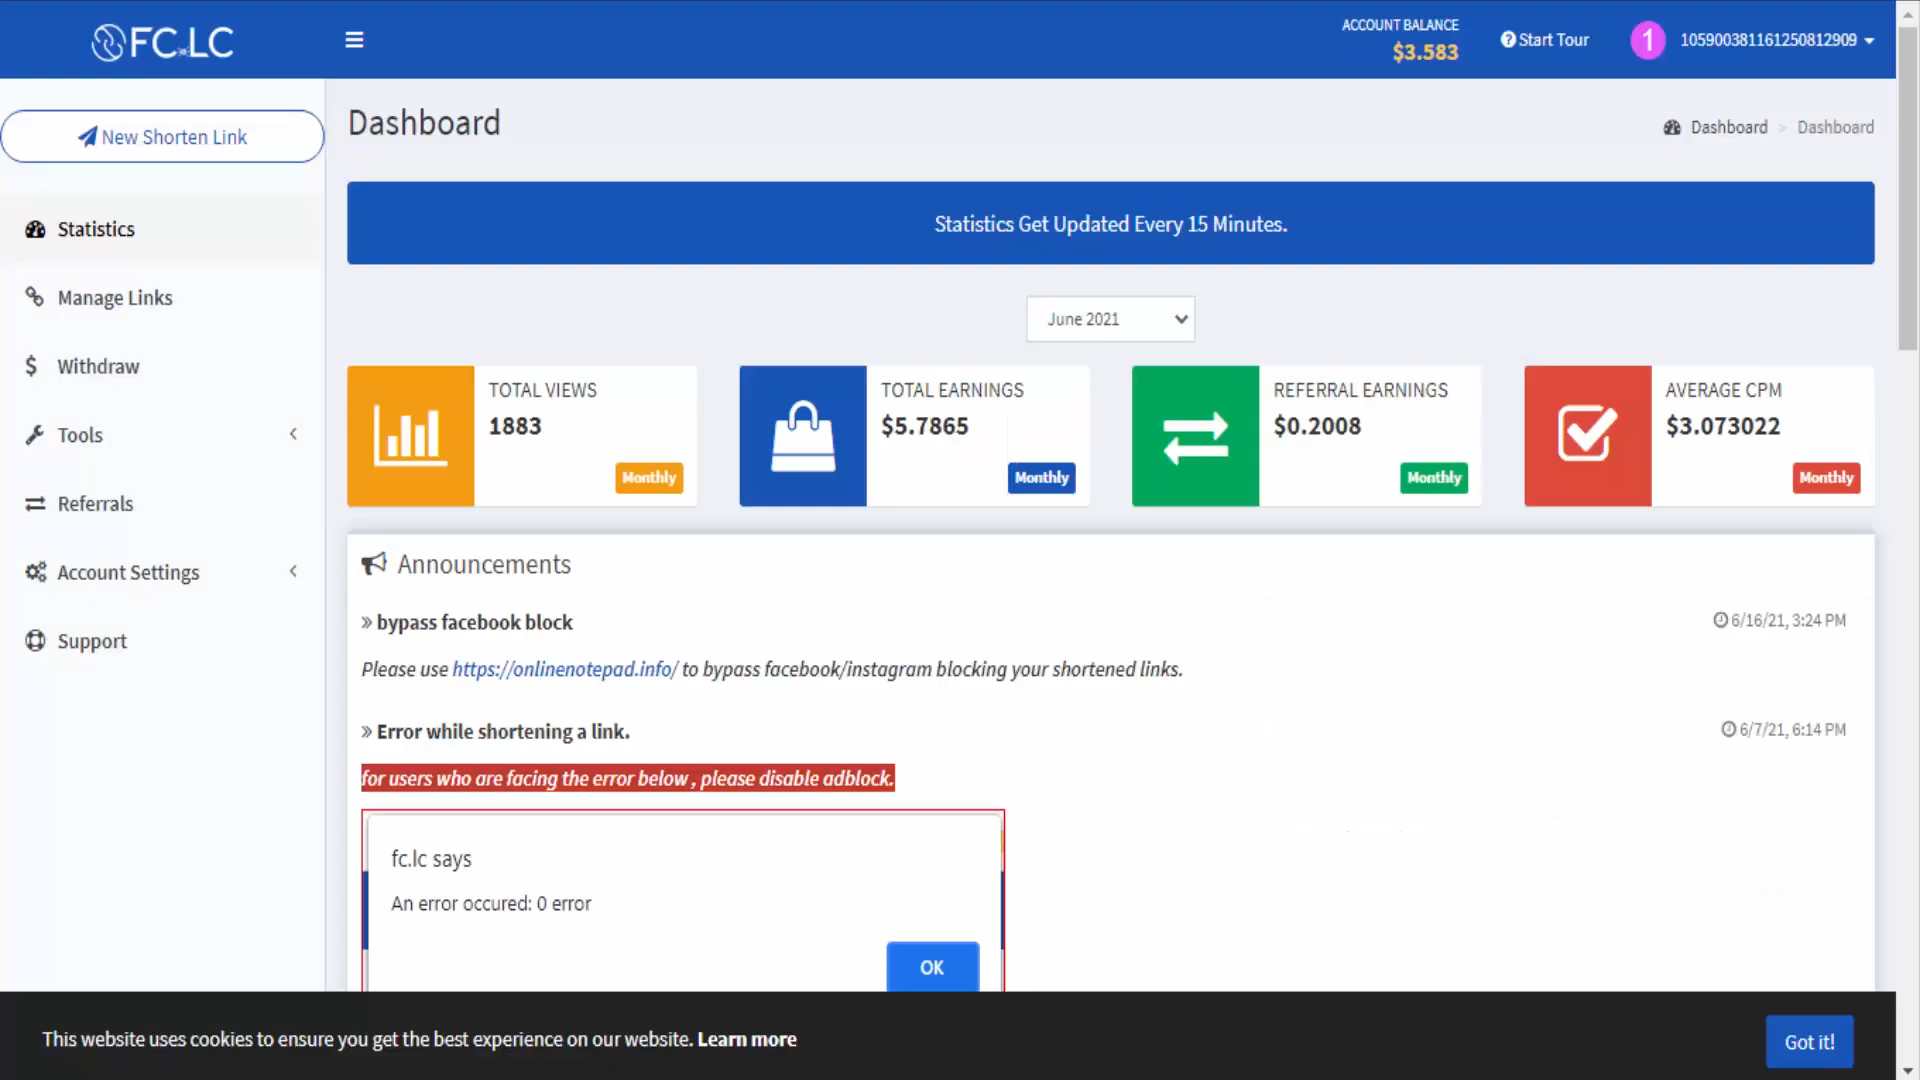 FC.LC
ACCOUNT BALANCE
$3.583
Start Tour
1
105900381161250812909
New Shorten Link
Dashboard
Dashboard > Dashboard
Statistics
Manage Links
Withdraw
Tools
Referrals
Account Settings
Support
Statistics Get Updated Every 15 Minutes.
June 2021
TOTAL VIEWS
1883
Monthly
TOTAL EARNINGS
$5.7865
Monthly
REFERRAL EARNINGS
$0.2008
Monthly
AVERAGE CPM
$3.073022
Monthly
Announcements
» bypass facebook block
6/16/21, 3:24 PM
Please use https://onlinenotepad.info/ to bypass facebook/instagram blocking your shortened links.
» Error while shortening a link.
6/7/21, 6:14 PM
for users who are facing the error below , please disable adblock.
fc.lc says
An error occured: 0 error
OK
This website uses cookies to ensure you get the best experience on our website. Learn more
Got it!